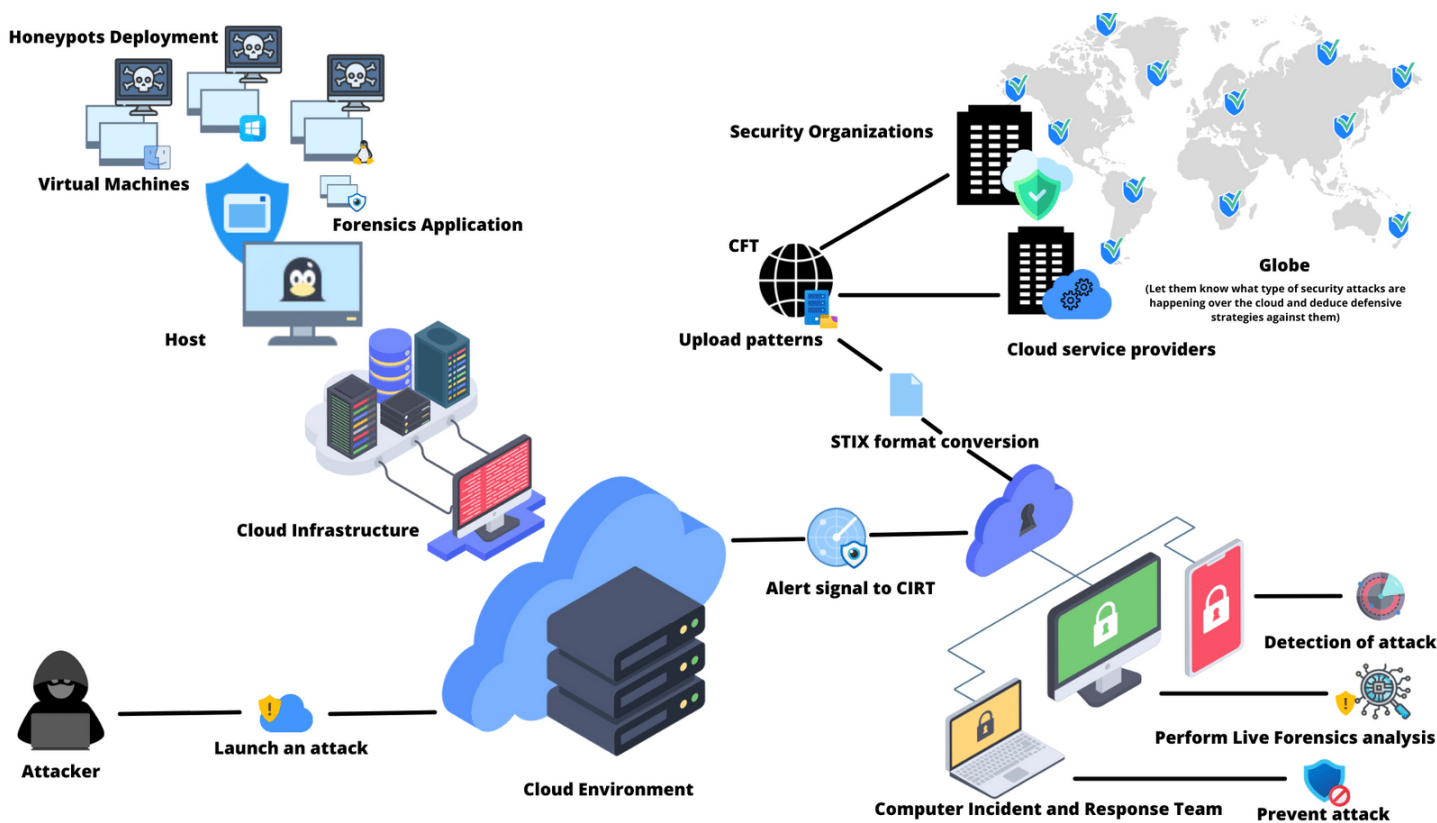 Honeypots Deployment
Virtual Machines
Forensics Application
Host
Cloud Infrastructure
Attacker
Launch an attack
Cloud Environment
Alert signal to CIRT
Security Organizations
CFT
Upload patterns
Cloud service providers
Globe
(Let them know what type of security attacks are
happening over the cloud and deduce defensive
strategies against them)
STIX format conversion
Detection of attack
Perform Live Forensics analysis
Computer Incident and Response Team
Prevent attack